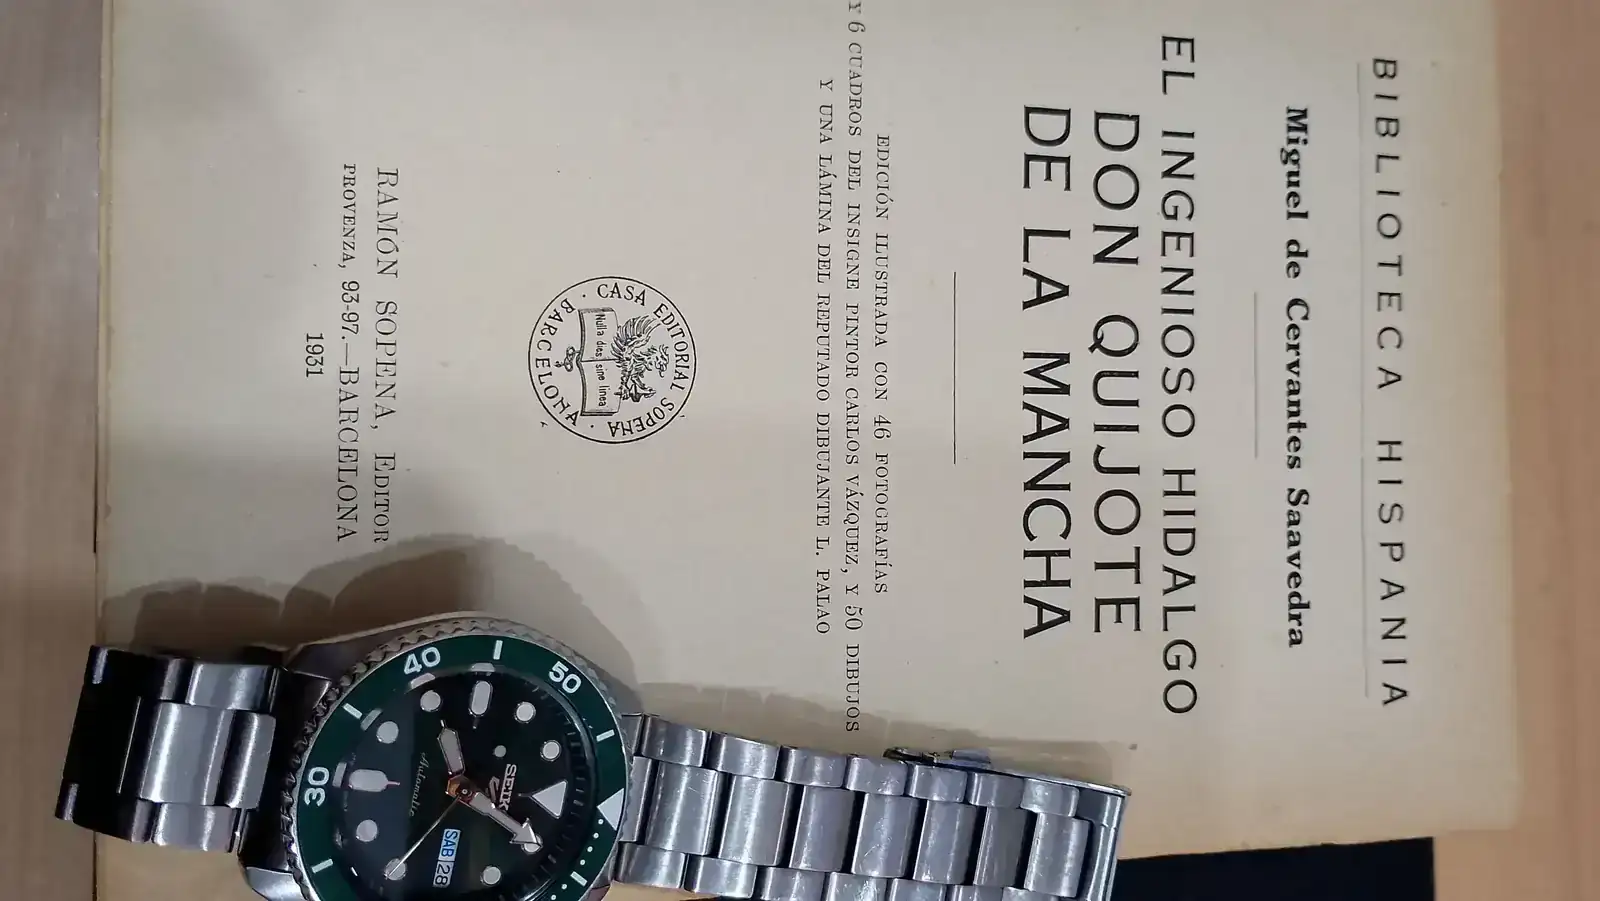 BIBLIOTECA HISPANIA
Miguel de Cervantes Saavedra
EL INGENIOSO HIDALGO
DON QUIJOTE
DE LA MANCHA
EDICIÓN ILUSTRADA CON 46 FOTOGRAFÍAS
Y 6 CUADROS DEL INSIGNE PINTOR CARLOS VÁZQUEZ, Y 50 DIBUJOS
Y UNA LÁMINA DEL REPUTADO DIBUJANTE L. PALAO
CASA EDITORIAL SOPENA · BARCELONA ·
Nulla dies sine linea
RAMÓN SOPENA, EDITOR
PROVENZA, 93-97.—BARCELONA
1931
50
40
30
SEIK
5
Automatic
SAB 28